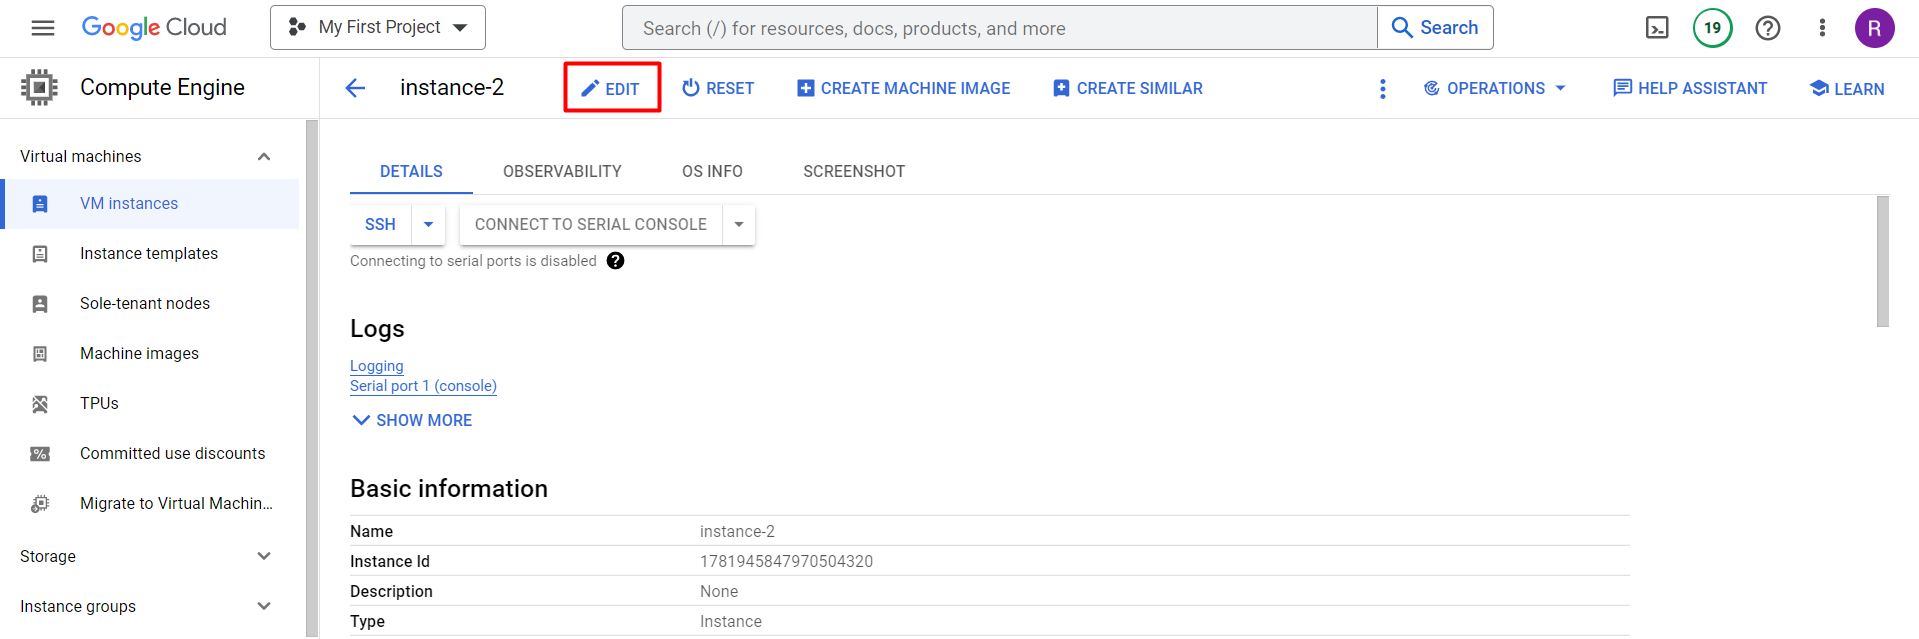 Google Cloud
My First Project
Search (/) for resources, docs, products, and more
Search
19
R
Compute Engine
instance-2
EDIT
RESET
CREATE MACHINE IMAGE
CREATE SIMILAR
OPERATIONS
HELP ASSISTANT
LEARN
Virtual machines
VM instances
Instance templates
Sole-tenant nodes
Machine images
TPUs
Committed use discounts
Migrate to Virtual Machin...
Storage
Instance groups
DETAILS
OBSERVABILITY
OS INFO
SCREENSHOT
SSH
CONNECT TO SERIAL CONSOLE
Connecting to serial ports is disabled
Logs
Logging
Serial port 1 (console)
SHOW MORE
Basic information
Name instance-2
Instance Id 1781945847970504320
Description None
Type Instance